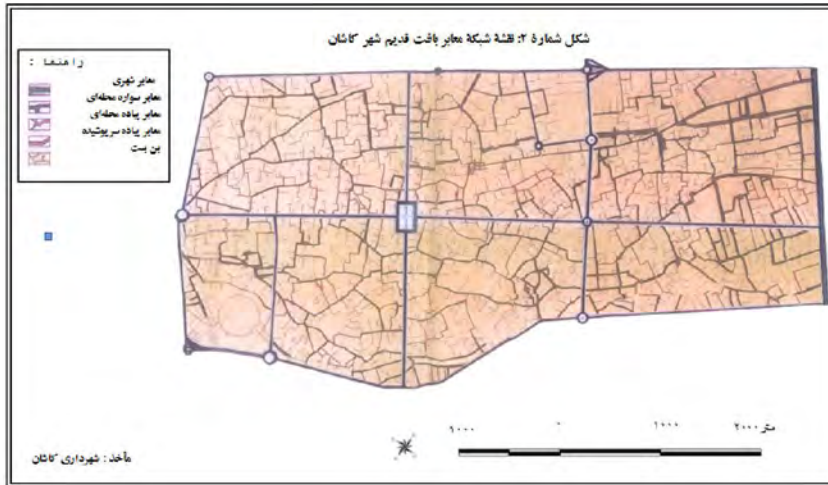 شکل شمارهٔ ۲: نقشهٔ شبکهٔ معابر بافت قدیم شهر کاشان
راهنما :
معابر شهری
معابر سواره محله‌ای
معابر پیاده محله‌ای
معابر پیاده سرپوشیده
بن بست
۱۰۰۰ ۰ ۱۰۰۰ ۲۰۰۰ متر
مأخذ : شهرداری کاشان